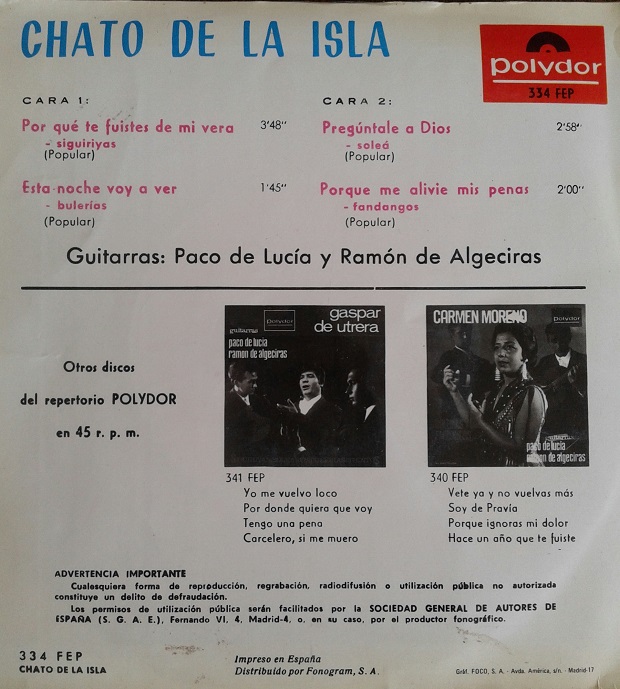 CHATO DE LA ISLA
polydor
334 FEP
CARA 1:
Por qué te fuistes de mi vera 3'48"
- siguiriyas
(Popular)
Esta noche voy a ver 1'45"
- bulerías
(Popular)
CARA 2:
Pregúntale a Dios 2'58"
- soleá
(Popular)
Porque me alivie mis penas 2'00"
- fandangos
(Popular)
Guitarras: Paco de Lucía y Ramón de Algeciras
Otros discos
del repertorio POLYDOR
en 45 r. p. m.
polydor
gaspar
de utrera
guitarras
paco de lucia
ramon de algeciras
341 FEP
Yo me vuelvo loco
Por donde quiera que voy
Tengo una pena
Carcelero, si me muero
CARMEN MORENO
polydor
paco de lucia
ramon de algeciras
340 FEP
Vete ya y no vuelvas más
Soy de Pravía
Porque ignoras mi dolor
Hace un año que te fuiste
ADVERTENCIA IMPORTANTE
Cualesquiera forma de reproducción, regrabación, radiodifusión o utilización pública no autorizada
constituye un delito de defraudación.
Los permisos de utilización pública serán facilitados por la SOCIEDAD GENERAL DE AUTORES DE
ESPAÑA (S. G. A. E.), Fernando VI, 4, Madrid-4, o, en su caso, por el productor fonográfico.
334 FEP
CHATO DE LA ISLA
Impreso en España
Distribuido por Fonogram, S. A.
Gráf. FOCO, S. A. - Avda. América, s/n. - Madrid-17